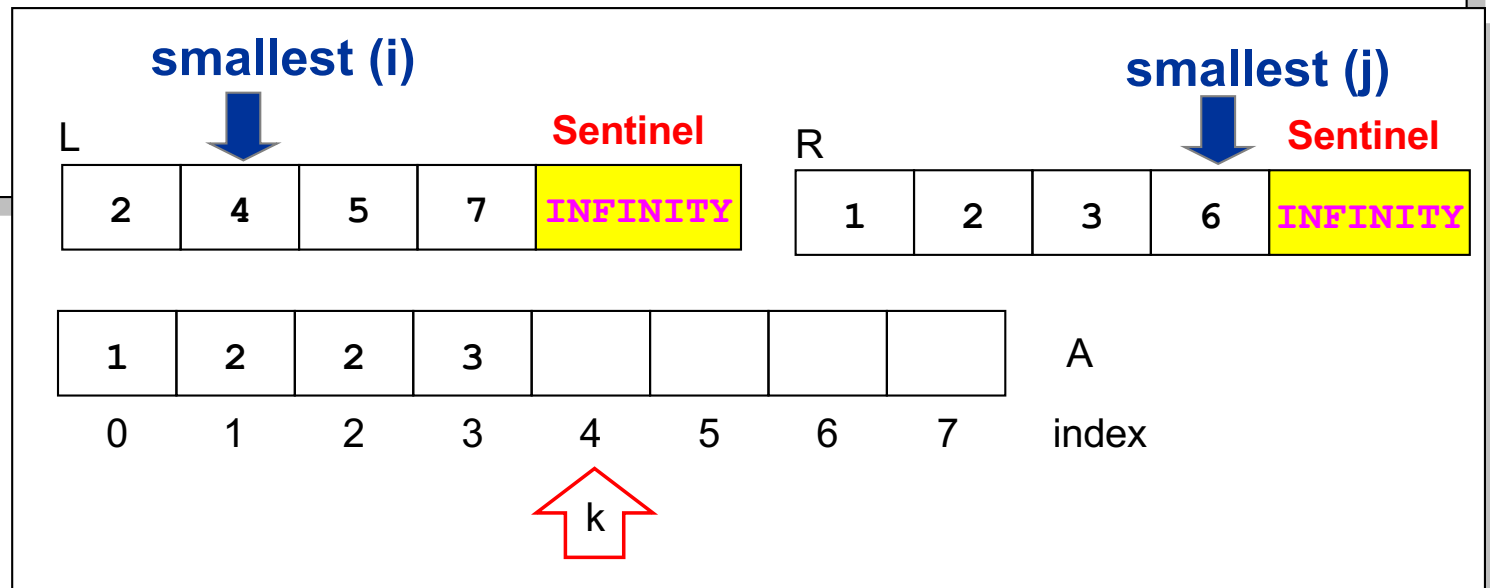 smallest (i)
smallest (j)
L
Sentinel
R
Sentinel
2 4 5 7 INFINITY
1 2 3 6 INFINITY
1 2 2 3
A
0 1 2 3 4 5 6 7 index
k